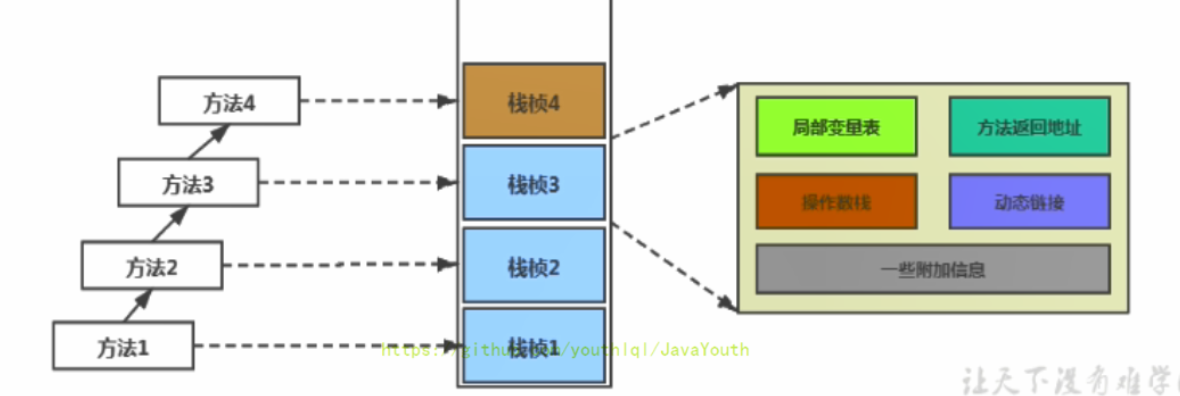 方法4
栈桢4
局部变量表
方法返回地址
方法3
栈桢3
操作数栈
动态链接
方法2
栈桢2
一些附加信息
方法1
栈桢1
https://github.com/youthlql/JavaYouth
让天下没有难学